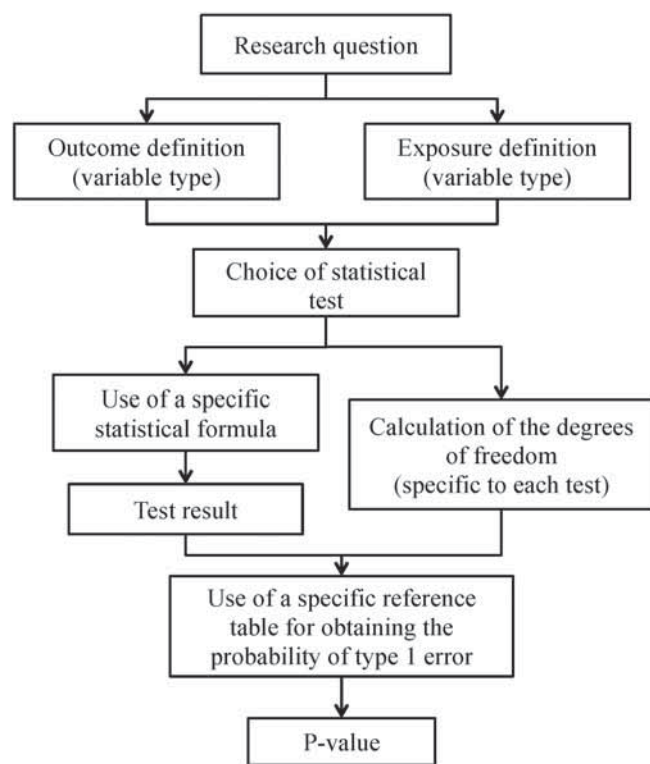 Research question
Outcome definition
(variable type)
Exposure definition
(variable type)
Choice of statistical
test
Use of a specific
statistical formula
Calculation of the degrees
of freedom
(specific to each test)
Test result
Use of a specific reference
table for obtaining the
probability of type 1 error
P-value